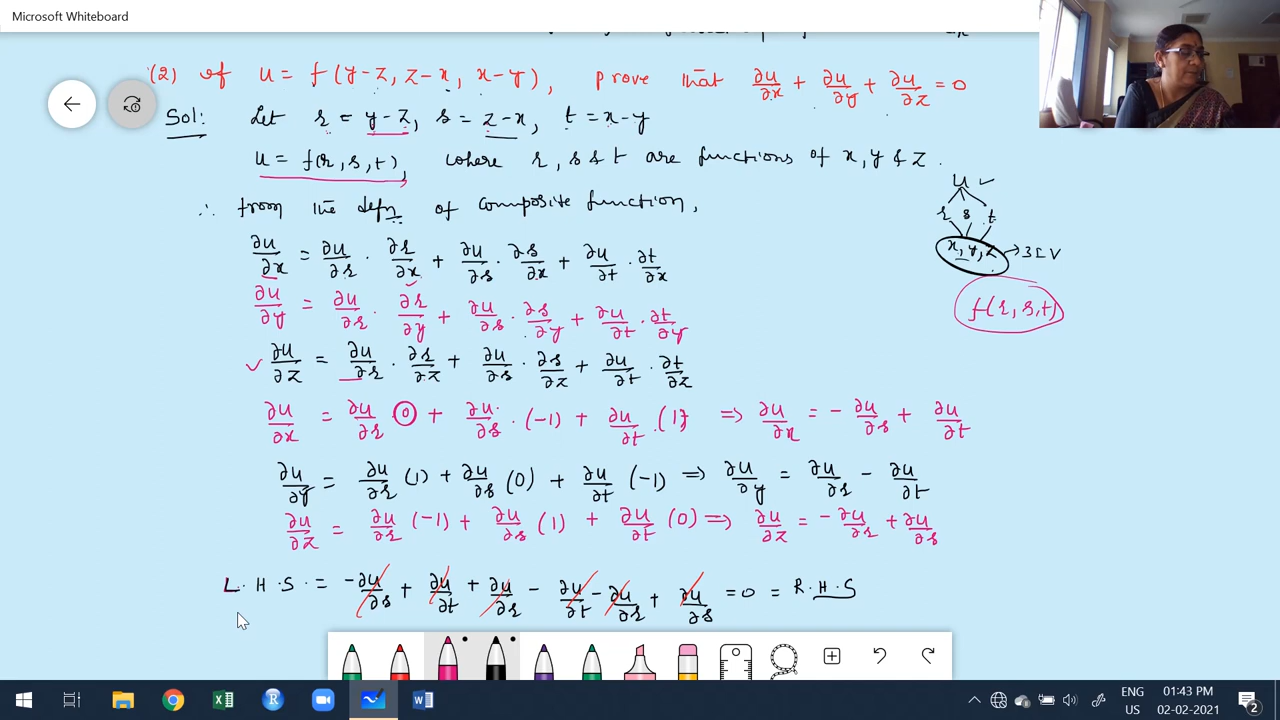 Microsoft Whiteboard
(2) If u = f(y-z, z-x, x-y), prove that ∂u/∂x + ∂u/∂y + ∂u/∂z = 0
Sol: Let r = y-z, s = z-x, t = x-y
u = f(r, s, t), where r, s & t are functions of x, y & z.
∴ from the defn of composite function,
∂u/∂x = ∂u/∂r · ∂r/∂x + ∂u/∂s · ∂s/∂x + ∂u/∂t · ∂t/∂x
∂u/∂y = ∂u/∂r · ∂r/∂y + ∂u/∂s · ∂s/∂y + ∂u/∂t · ∂t/∂y
✓ ∂u/∂z = ∂u/∂r · ∂r/∂z + ∂u/∂s · ∂s/∂z + ∂u/∂t · ∂t/∂z
∂u/∂x = ∂u/∂r 0 + ∂u/∂s · (-1) + ∂u/∂t · (1) ⇒ ∂u/∂x = -∂u/∂s + ∂u/∂t
∂u/∂y = ∂u/∂r (1) + ∂u/∂s (0) + ∂u/∂t (-1) ⇒ ∂u/∂y = ∂u/∂r - ∂u/∂t
∂u/∂z = ∂u/∂r (-1) + ∂u/∂s (1) + ∂u/∂t (0) ⇒ ∂u/∂z = -∂u/∂r + ∂u/∂s
L.H.S. = -∂u/∂s + ∂u/∂t + ∂u/∂r - ∂u/∂t - ∂u/∂r + ∂u/∂s = 0 = R.H.S
u ✓
r s t
x, y, z → 3 I V
f(r, s, t)
ENG
US
01:43 PM
02-02-2021
2